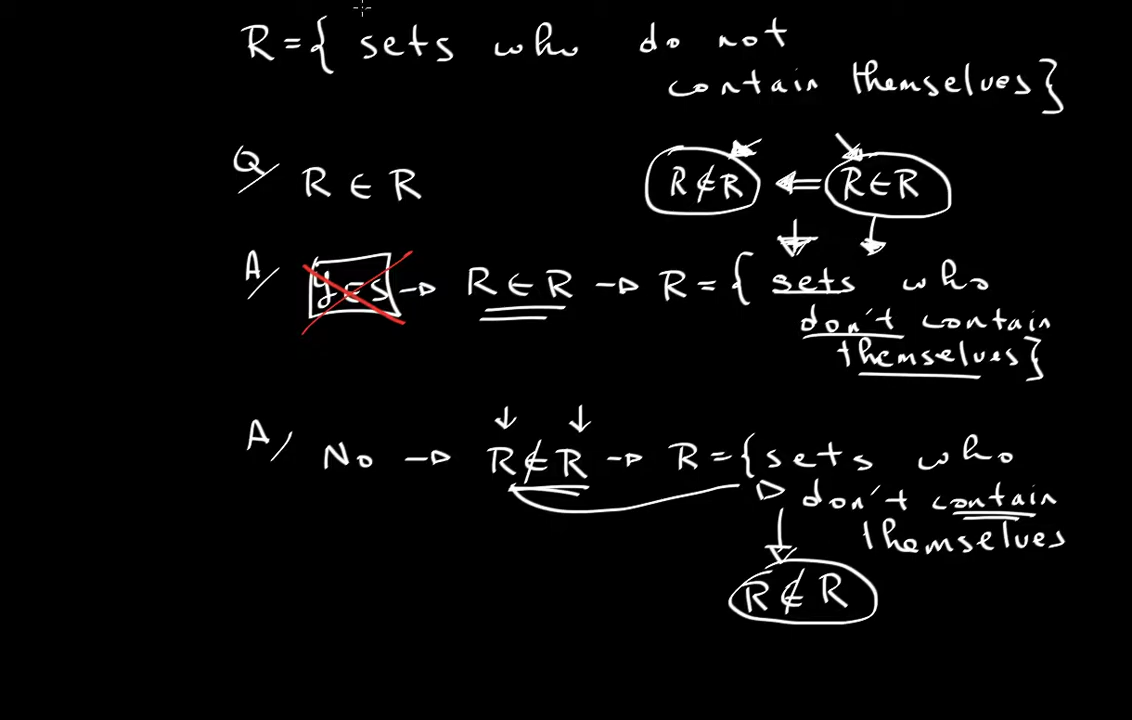 R = { sets who do not
contain themselves }
Q/ R ∈ R
R ∉ R ⇐ R ∈ R
A/ yes → R ∈ R → R = { sets who
don't contain
themselves }
A/ No → R ∉ R → R = { sets who
don't contain
themselves
R ∉ R